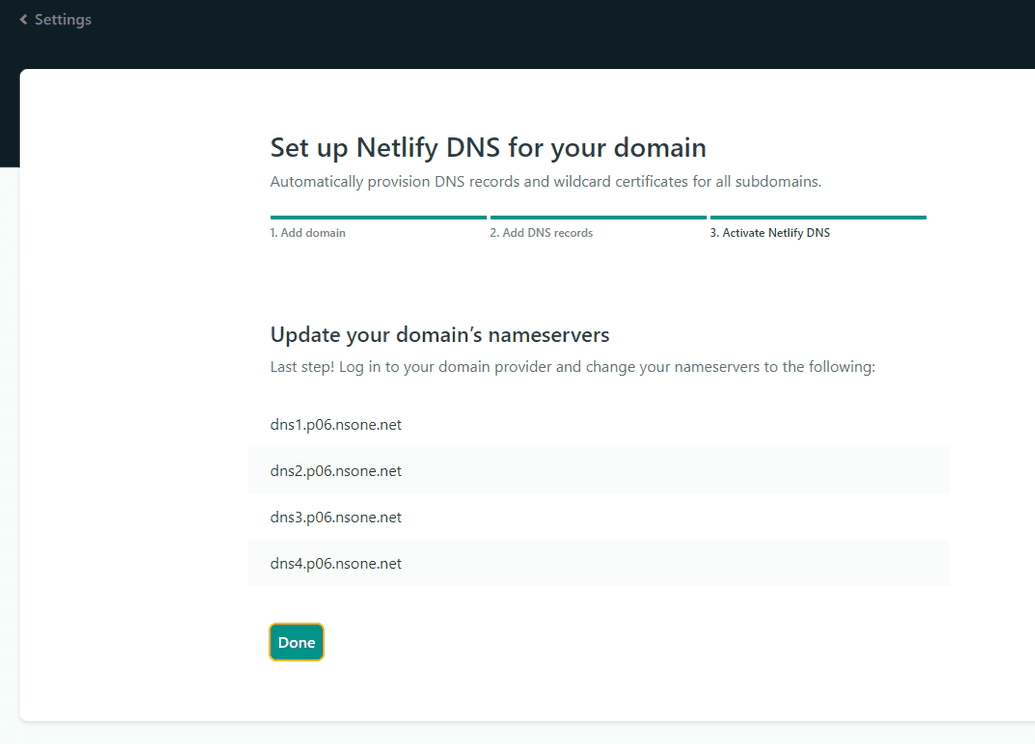 Settings
Set up Netlify DNS for your domain
Automatically provision DNS records and wildcard certificates for all subdomains.
1. Add domain
2. Add DNS records
3. Activate Netlify DNS
Update your domain’s nameservers
Last step! Log in to your domain provider and change your nameservers to the following:
dns1.p06.nsone.net
dns2.p06.nsone.net
dns3.p06.nsone.net
dns4.p06.nsone.net
Done